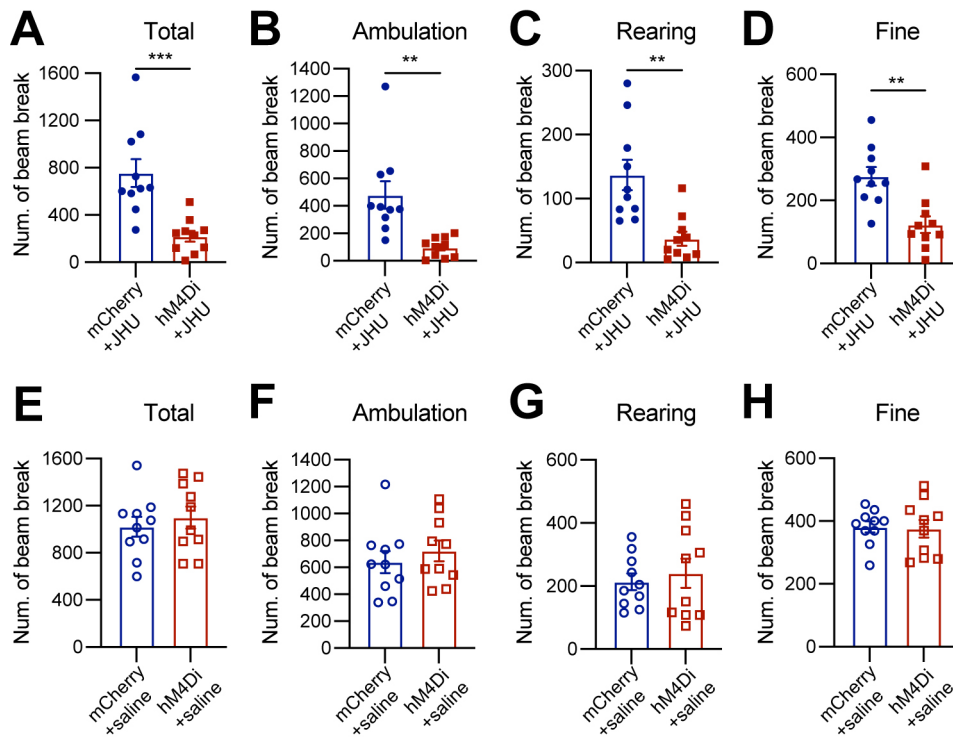 A
Total
***
Num. of beam break
1600
1200
800
400
0
mCherry
+JHU
hM4Di
+JHU
B
Ambulation
**
Num. of beam break
1400
1200
1000
800
600
400
200
0
mCherry
+JHU
hM4Di
+JHU
C
Rearing
**
Num. of beam break
300
200
100
0
mCherry
+JHU
hM4Di
+JHU
D
Fine
**
Num. of beam break
600
400
200
0
mCherry
+JHU
hM4Di
+JHU
E
Total
Num. of beam break
1600
1200
800
400
0
mCherry
+saline
hM4Di
+saline
F
Ambulation
Num. of beam break
1400
1200
1000
800
600
400
200
0
mCherry
+saline
hM4Di
+saline
G
Rearing
Num. of beam break
600
400
200
0
mCherry
+saline
hM4Di
+saline
H
Fine
Num. of beam break
600
400
200
0
mCherry
+saline
hM4Di
+saline